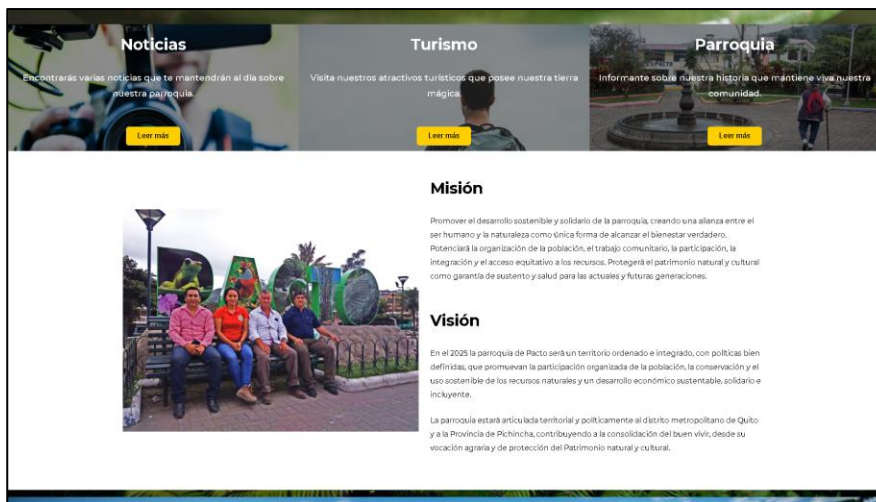 Noticias
Encontrarás varias noticias que te mantendrán al día sobre
nuestra parroquia.
Leer más
Turismo
Visita nuestros atractivos turísticos que posee nuestra tierra
mágica.
Leer más
Parroquia
Informante sobre nuestra historia que mantiene viva nuestra
comunidad.
Leer más
Misión
Promover el desarrollo sostenible y solidario de la parroquia, creando una alianza entre el
ser humano y la naturaleza como única forma de alcanzar el bienestar verdadero.
Potenciará la organización de la población, el trabajo comunitario, la participación, la
integración y el acceso equitativo a los recursos. Protegerá el patrimonio natural y cultural
como garantía de sustento y salud para las actuales y futuras generaciones.
PACTO
Visión
En el 2025 la parroquia de Pacto será un territorio ordenado e integrado, con políticas bien
definidas, que promuevan la participación organizada de la población, la conservación y el
uso sostenible de los recursos naturales y un desarrollo económico sustentable, solidario e
incluyente.
La parroquia estará articulada territorial y políticamente al distrito metropolitano de Quito
y a la Provincia de Pichincha, contribuyendo a la consolidación del buen vivir, desde su
vocación agraria y de protección del Patrimonio natural y cultural.